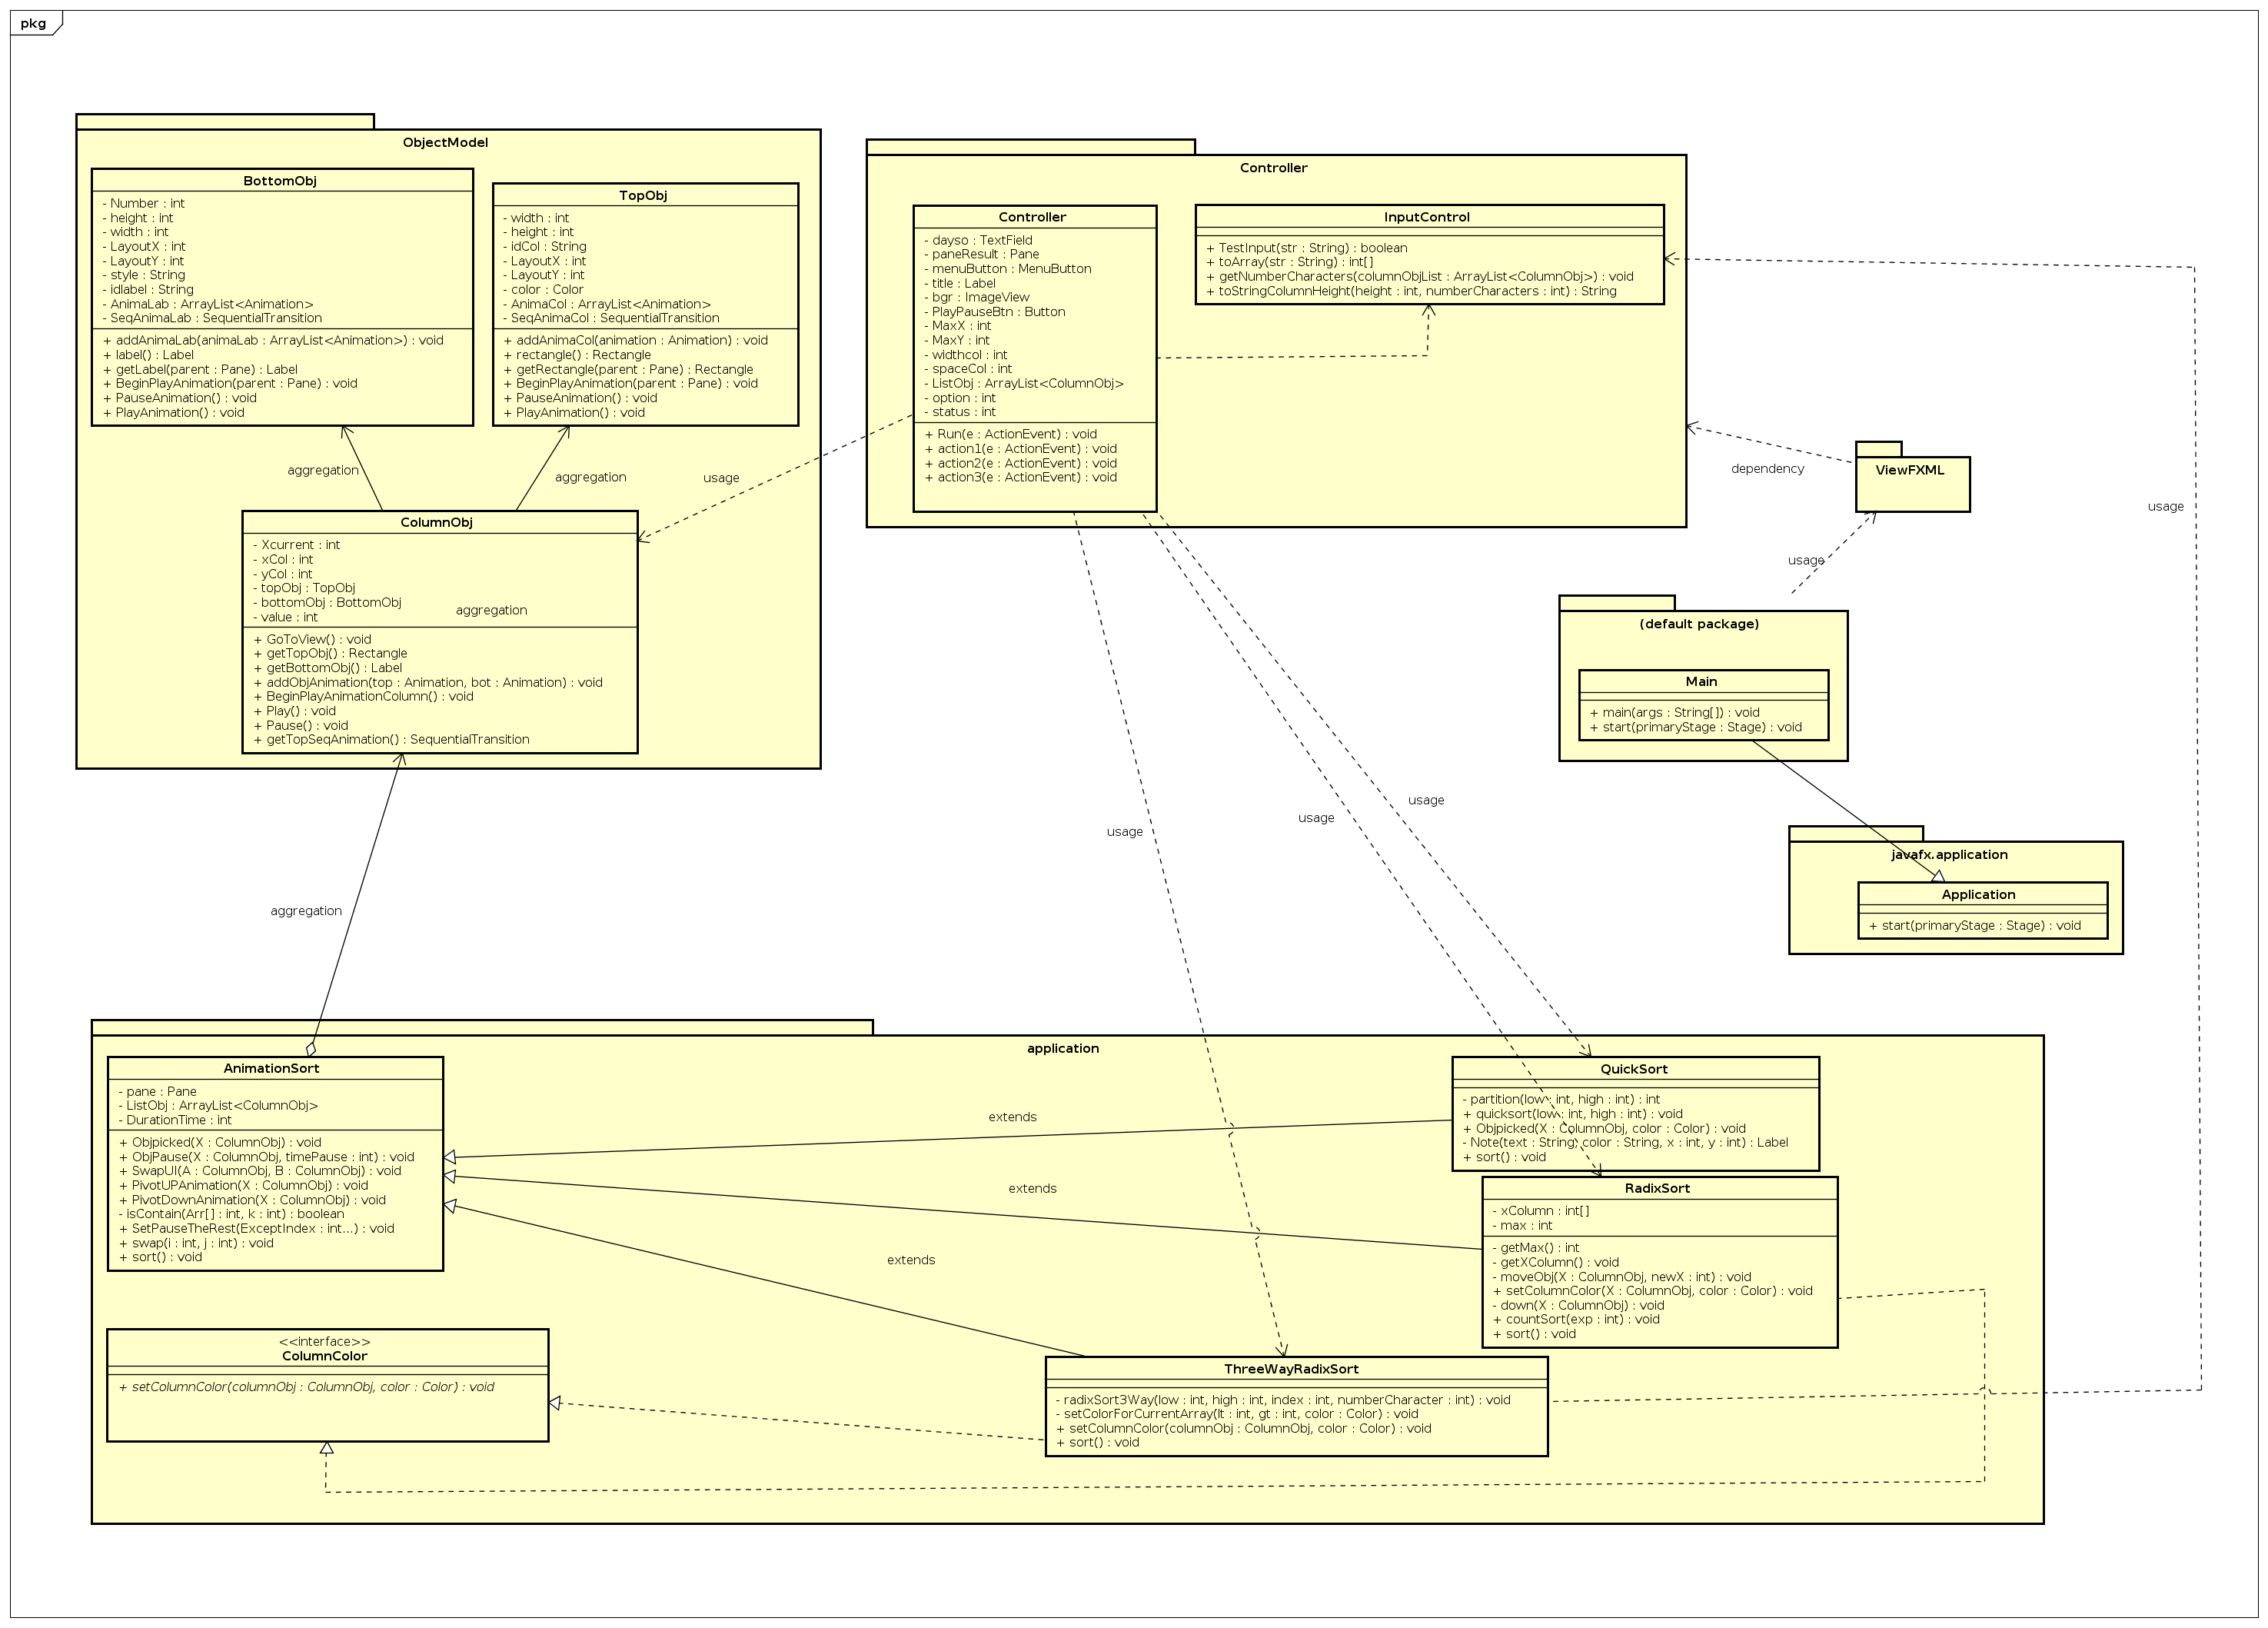 pkg
ObjectModel
BottomObj
- Number : int
- height : int
- width : int
- LayoutX : int
- LayoutY : int
- style : String
- idlabel : String
- AnimaLab : ArrayList<Animation>
- SeqAnimaLab : SequentialTransition
+ addAnimaLab(animaLab : ArrayList<Animation>) : void
+ label() : Label
+ getLabel(parent : Pane) : Label
+ BeginPlayAnimation(parent : Pane) : void
+ PauseAnimation() : void
+ PlayAnimation() : void
TopObj
- width : int
- height : int
- idCol : String
- LayoutX : int
- LayoutY : int
- color : Color
- AnimaCol : ArrayList<Animation>
- SeqAnimaCol : SequentialTransition
+ addAnimaCol(animation : Animation) : void
+ rectangle() : Rectangle
+ getRectangle(parent : Pane) : Rectangle
+ BeginPlayAnimation(parent : Pane) : void
+ PauseAnimation() : void
+ PlayAnimation() : void
aggregation
aggregation
ColumnObj
- Xcurrent : int
- xCol : int
- yCol : int
- topObj : TopObj
- bottomObj : BottomObj
- value : int
aggregation
+ GoToView() : void
+ getTopObj() : Rectangle
+ getBottomObj() : Label
+ addObjAnimation(top : Animation, bot : Animation) : void
+ BeginPlayAnimationColumn() : void
+ Play() : void
+ Pause() : void
+ getTopSeqAnimation() : SequentialTransition
usage
Controller
Controller
- dayso : TextField
- paneResult : Pane
- menuButton : MenuButton
- title : Label
- bgr : ImageView
- PlayPauseBtn : Button
- MaxX : int
- MaxY : int
- widthcol : int
- spaceCol : int
- ListObj : ArrayList<ColumnObj>
- option : int
- status : int
+ Run(e : ActionEvent) : void
+ action1(e : ActionEvent) : void
+ action2(e : ActionEvent) : void
+ action3(e : ActionEvent) : void
InputControl
+ TestInput(str : String) : boolean
+ toArray(str : String) : int[]
+ getNumberCharacters(columnObjList : ArrayList<ColumnObj>) : void
+ toStringColumnHeight(height : int, numberCharacters : int) : String
dependency
ViewFXML
usage
usage
(default package)
Main
+ main(args : String[]) : void
+ start(primaryStage : Stage) : void
javafx.application
Application
+ start(primaryStage : Stage) : void
usage
usage
usage
aggregation
application
AnimationSort
- pane : Pane
- ListObj : ArrayList<ColumnObj>
- DurationTime : int
+ Objpicked(X : ColumnObj) : void
+ ObjPause(X : ColumnObj, timePause : int) : void
+ SwapUI(A : ColumnObj, B : ColumnObj) : void
+ PivotUPAnimation(X : ColumnObj) : void
+ PivotDownAnimation(X : ColumnObj) : void
- isContain(Arr[] : int, k : int) : boolean
+ SetPauseTheRest(ExceptIndex : int...) : void
+ swap(i : int, j : int) : void
+ sort() : void
extends
extends
extends
QuickSort
- partition(low : int, high : int) : int
+ quicksort(low : int, high : int) : void
+ Objpicked(X : ColumnObj, color : Color) : void
- Note(text : String, color : String, x : int, y : int) : Label
+ sort() : void
RadixSort
- xColumn : int[]
- max : int
- getMax() : int
- getXColumn() : void
- moveObj(X : ColumnObj, newX : int) : void
+ setColumnColor(X : ColumnObj, color : Color) : void
- down(X : ColumnObj) : void
+ countSort(exp : int) : void
+ sort() : void
<<interface>>
ColumnColor
+ setColumnColor(columnObj : ColumnObj, color : Color) : void
ThreeWayRadixSort
- radixSort3Way(low : int, high : int, index : int, numberCharacter : int) : void
- setColorForCurrentArray(lt : int, gt : int, color : Color) : void
+ setColumnColor(columnObj : ColumnObj, color : Color) : void
+ sort() : void